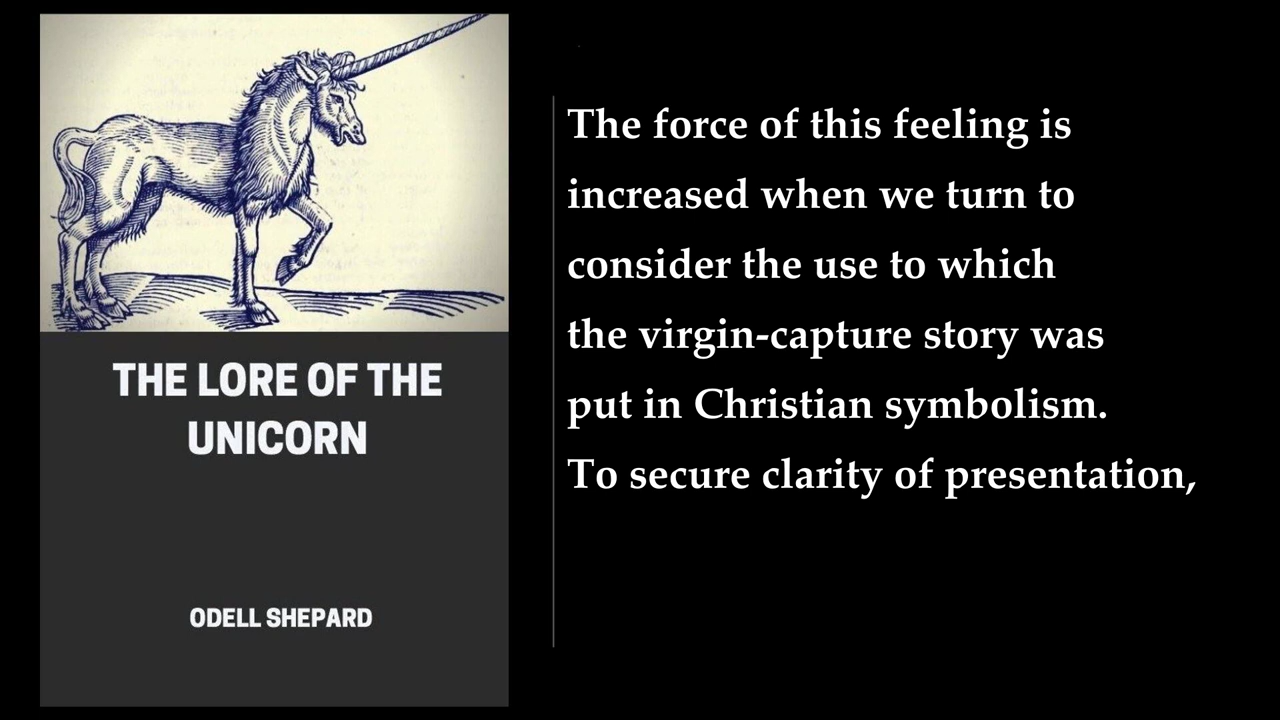 THE LORE OF THE
UNICORN
ODELL SHEPARD
The force of this feeling is
increased when we turn to
consider the use to which
the virgin-capture story was
put in Christian symbolism.
To secure clarity of presentation,